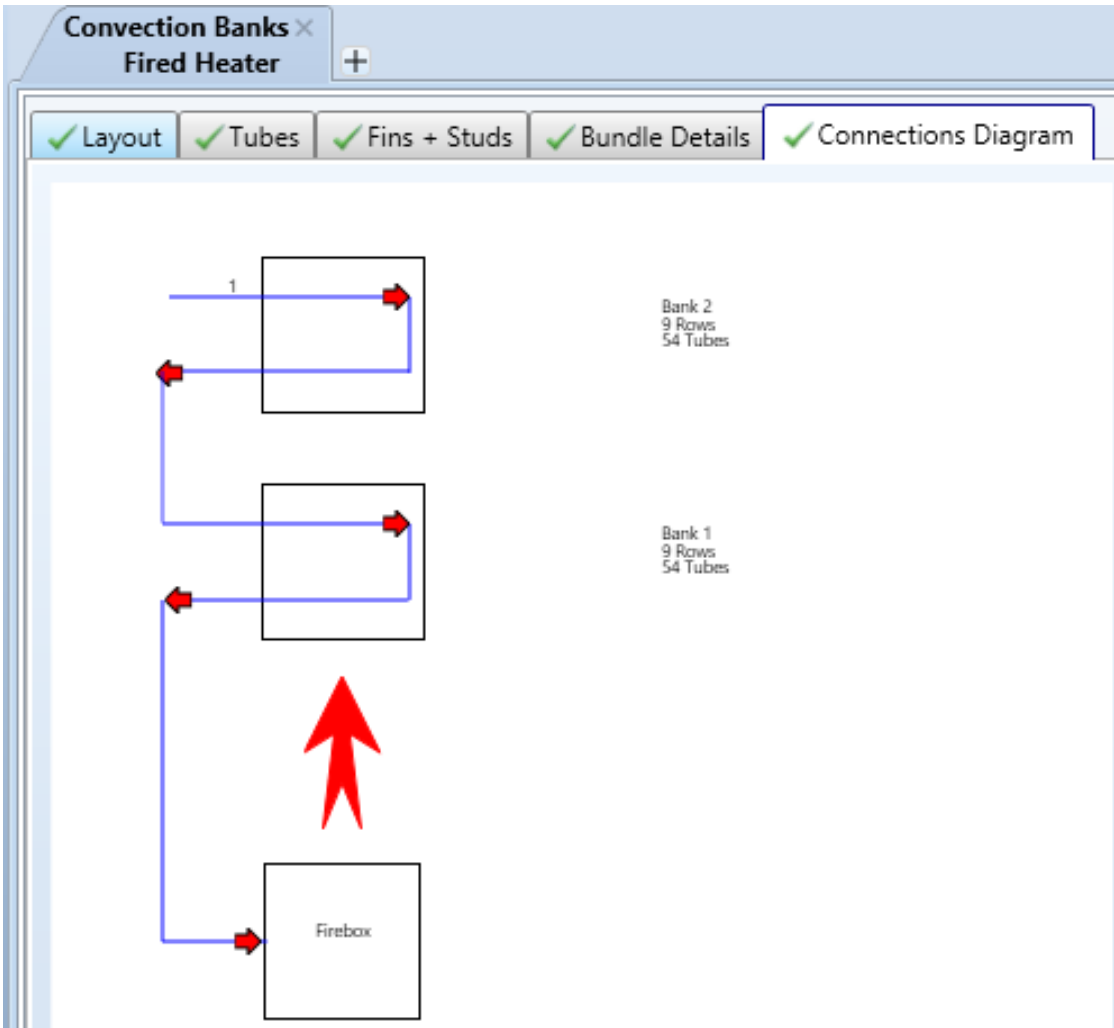 Convection Banks
Fired Heater
Layout
Tubes
Fins + Studs
Bundle Details
Connections Diagram
1
Bank 2
9 Rows
54 Tubes
Bank 1
9 Rows
54 Tubes
Firebox